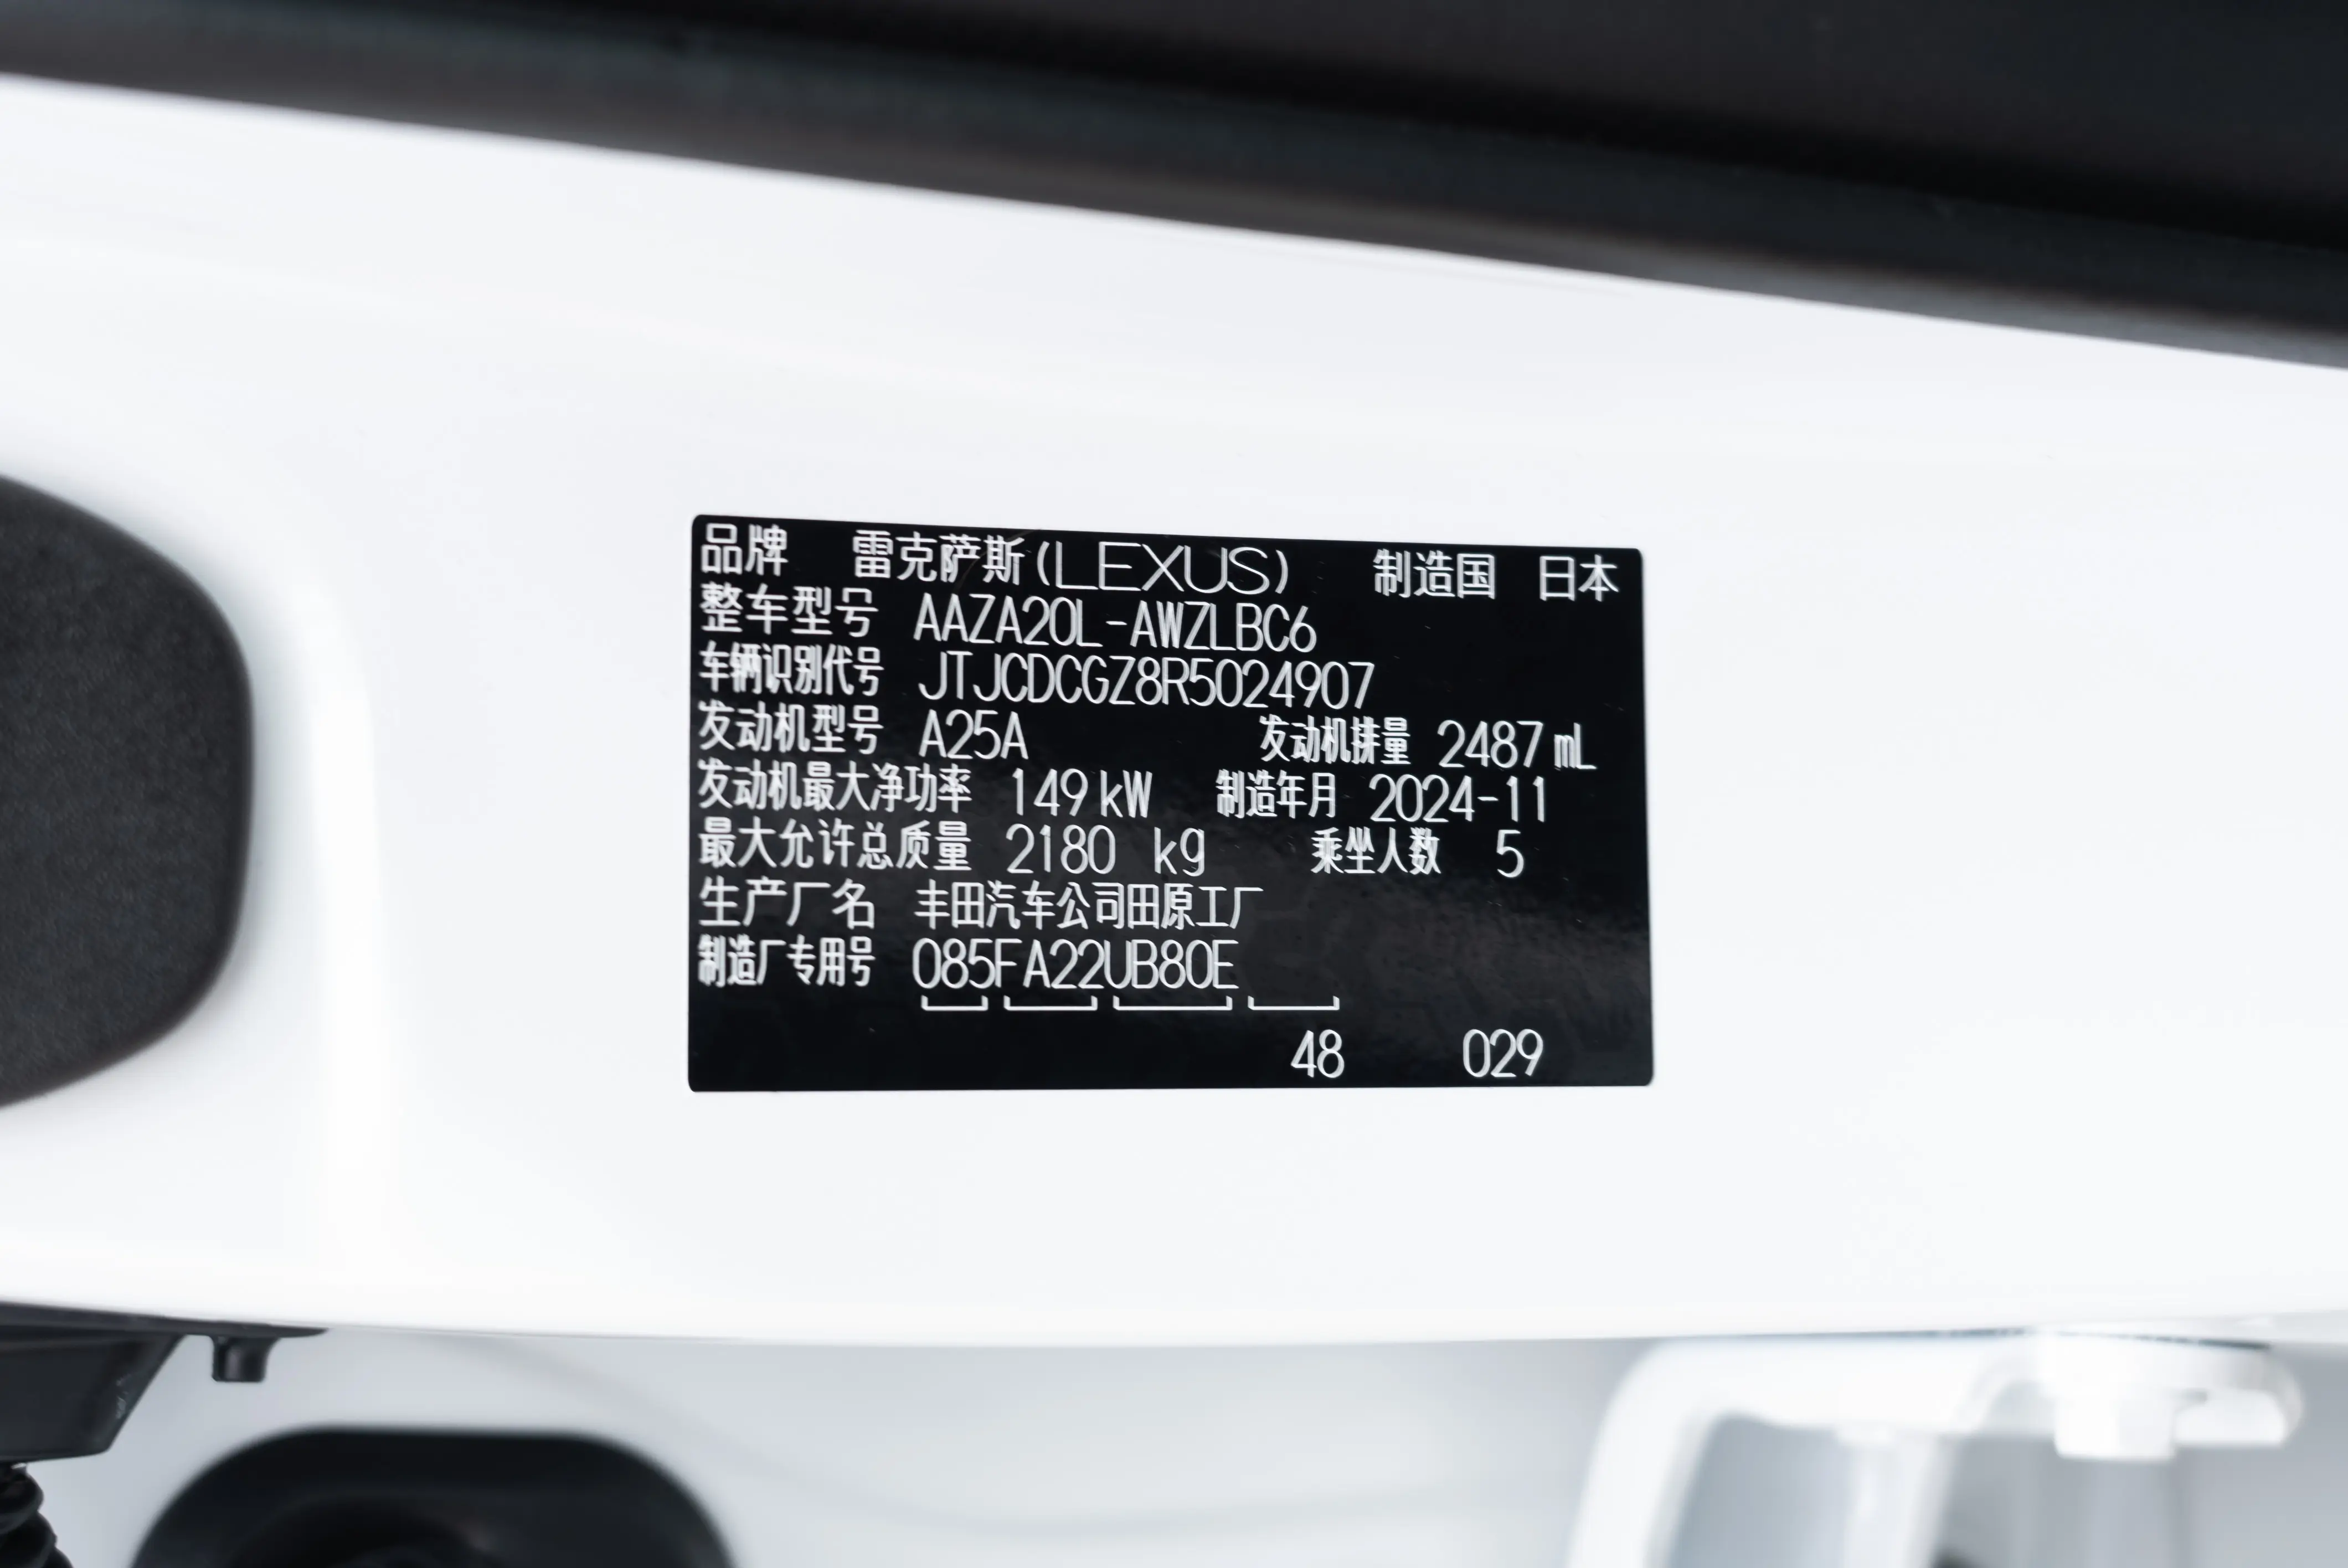 品牌 雷克萨斯(LEXUS) 制造国 日本
整车型号 AAZA20L-AWZLBC6
车辆识别代号 JTJCDCGZ8R5024907
发动机型号 A25A 发动机排量 2487 mL
发动机最大净功率 149 kW 制造年月 2024-11
最大允许总质量 2180 kg 乘坐人数 5
生产厂名 丰田汽车公司田原工厂
制造厂专用号 085FA22UB80E
48 029